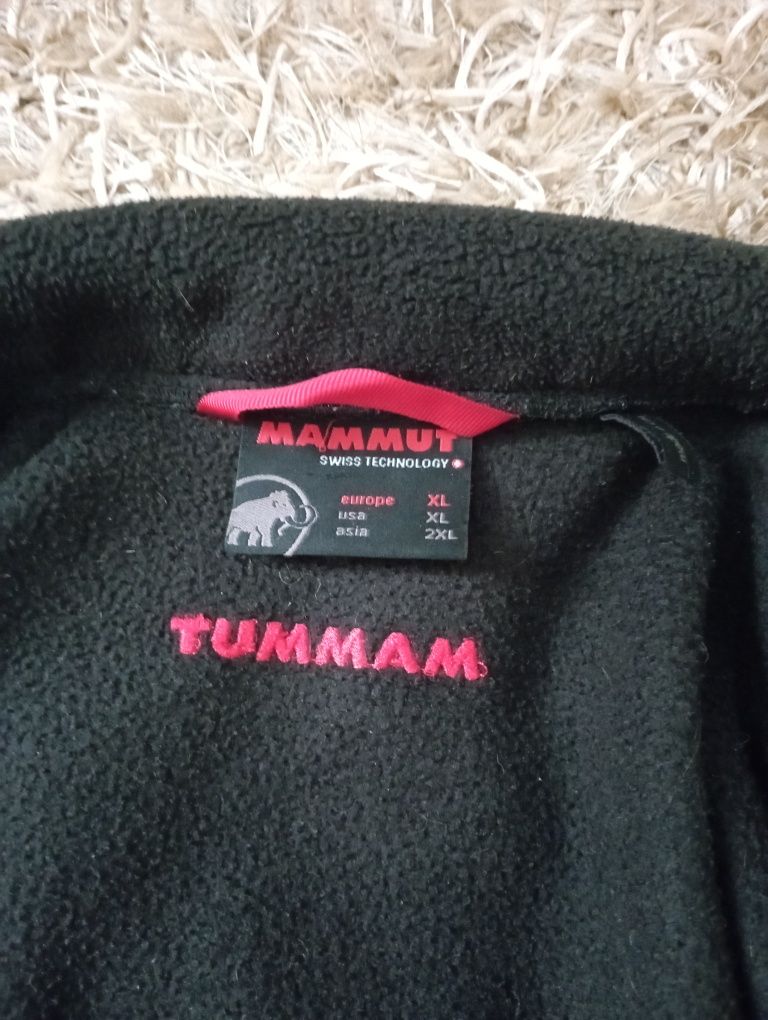 MAMMUT
SWISS TECHNOLOGY
europe XL
usa XL
asia 2XL
TUMMAM